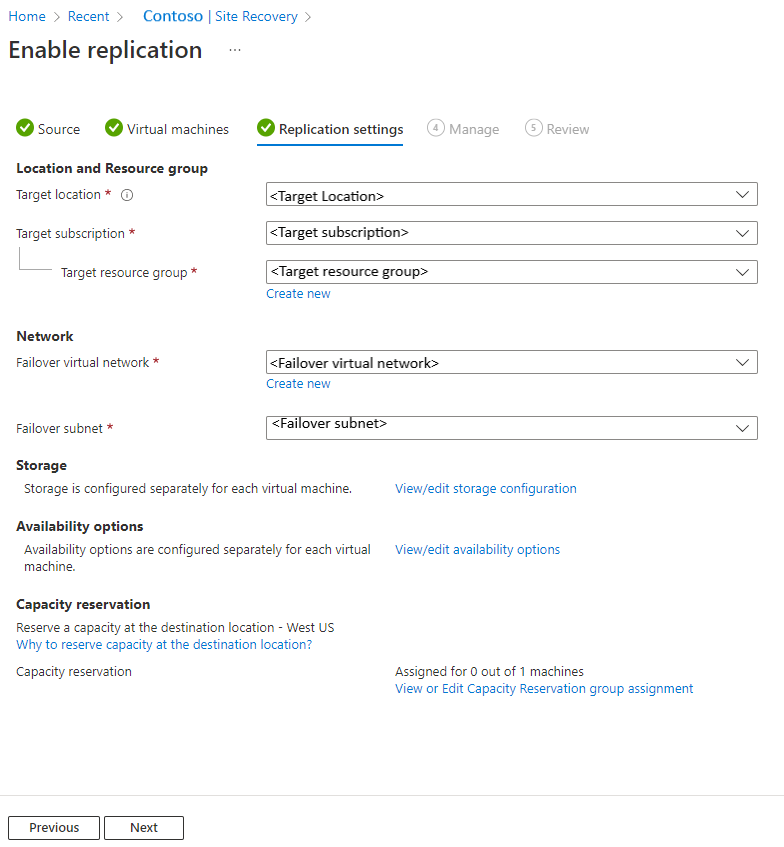 Home > Recent > Contoso | Site Recovery >
Enable replication ...
Source Virtual machines Replication settings 4 Manage 5 Review
Location and Resource group
Target location * <Target Location>
Target subscription * <Target subscription>
Target resource group * <Target resource group>
Create new
Network
Failover virtual network * <Failover virtual network>
Create new
Failover subnet * <Failover subnet>
Storage
Storage is configured separately for each virtual machine. View/edit storage configuration
Availability options
Availability options are configured separately for each virtual View/edit availability options
machine.
Capacity reservation
Reserve a capacity at the destination location - West US
Why to reserve capacity at the destination location?
Capacity reservation Assigned for 0 out of 1 machines
View or Edit Capacity Reservation group assignment
Previous Next